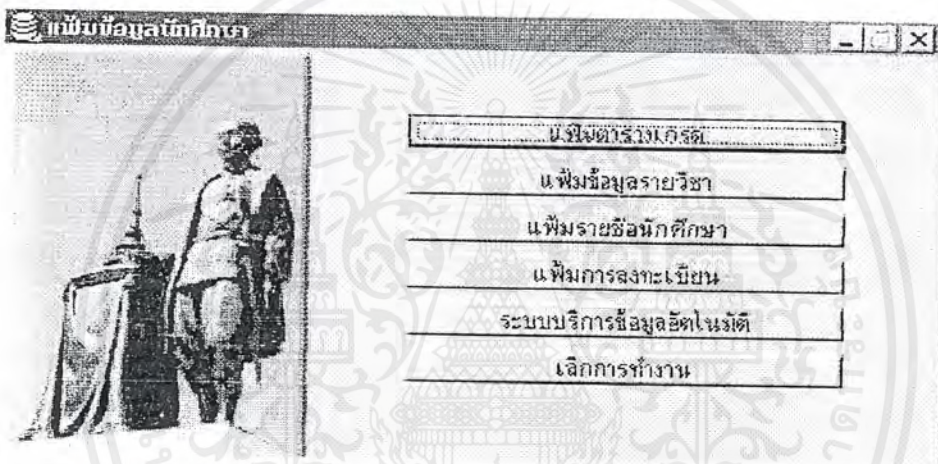 แฟ้มข้อมูลนักศึกษา
แฟ้มตารางเกรด
แฟ้มข้อมูลรายวิชา
แฟ้มรายชื่อนักศึกษา
แฟ้มการลงทะเบียน
ระบบบริการข้อมูลอัตโนมัติ
เลิกการทำงาน